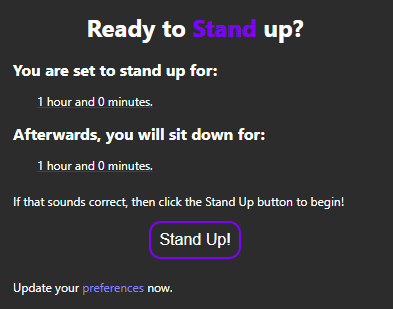 Ready to Stand up?
You are set to stand up for:
1 hour and 0 minutes.
Afterwards, you will sit down for:
1 hour and 0 minutes.
If that sounds correct, then click the Stand Up button to begin!
Stand Up!
Update your preferences now.